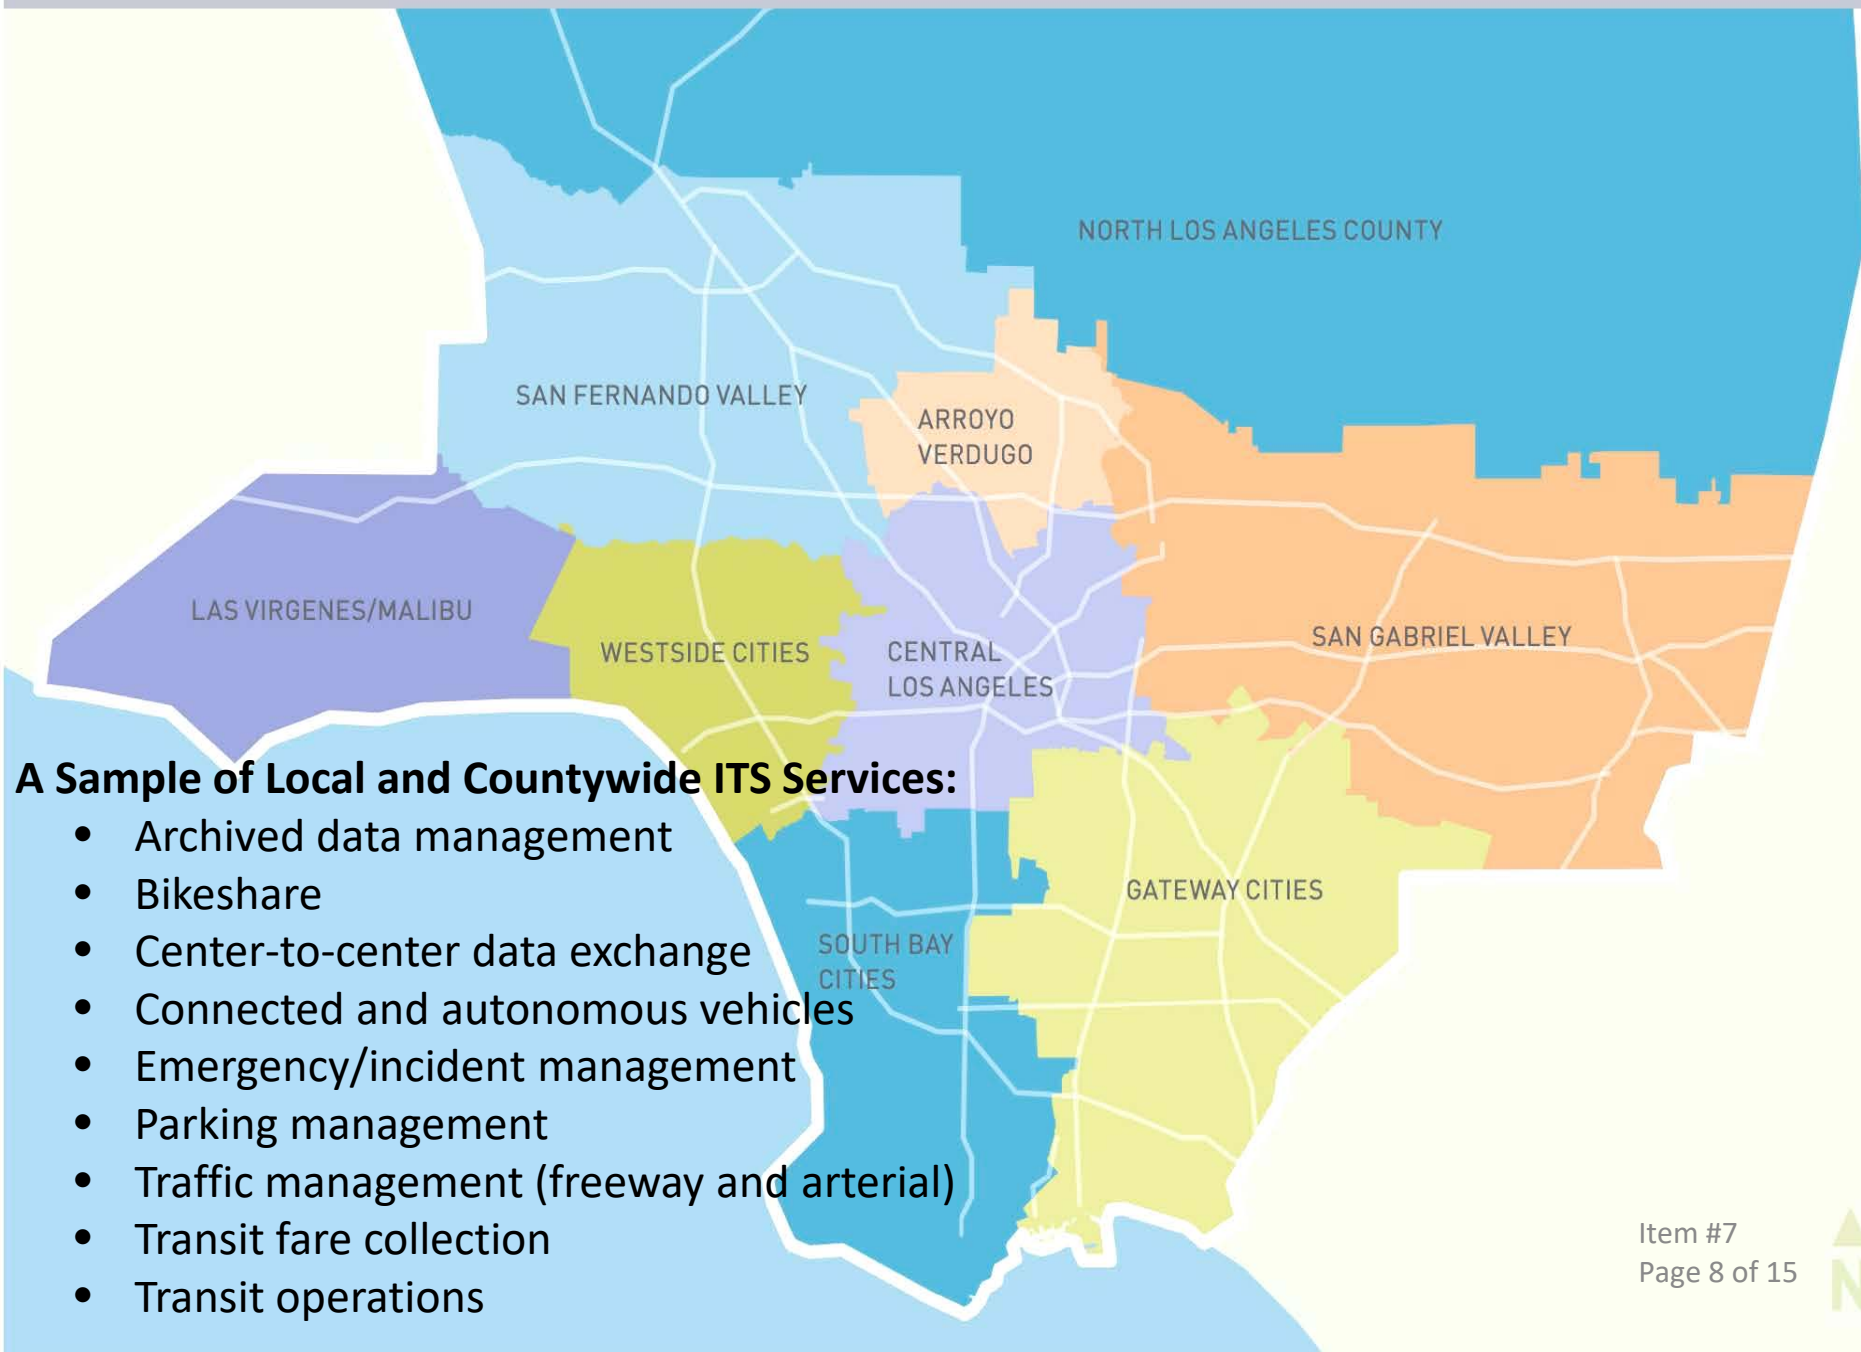 NORTH LOS ANGELES COUNTY
SAN FERNANDO VALLEY
ARROYO
VERDUGO
LAS VIRGENES/MALIBU
WESTSIDE CITIES
CENTRAL
LOS ANGELES
SAN GABRIEL VALLEY
A Sample of Local and Countywide ITS Services:
• Archived data management
• Bikeshare
• Center-to-center data exchange
• Connected and autonomous vehicles
• Emergency/incident management
• Parking management
• Traffic management (freeway and arterial)
• Transit fare collection
• Transit operations
GATEWAY CITIES
SOUTH BAY
CITIES
Item #7
Page 8 of 15
N